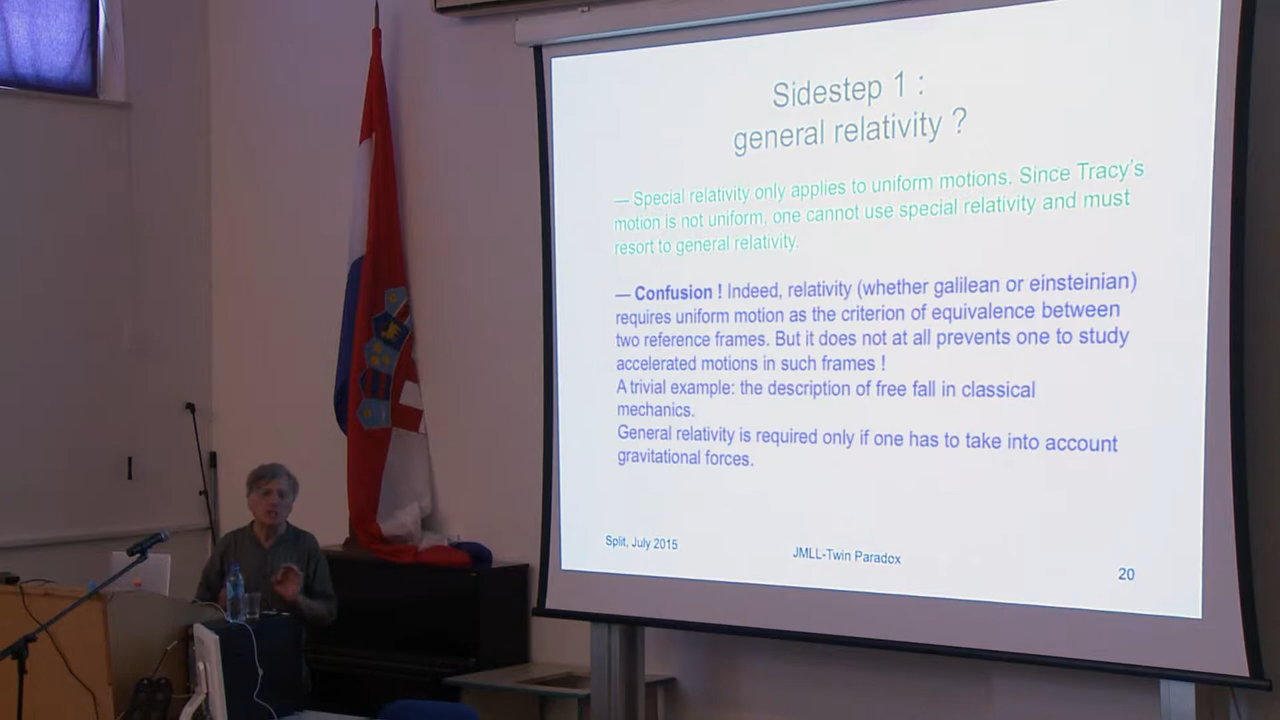 Sidestep 1 :
general relativity ?
— Special relativity only applies to uniform motions. Since Tracy's
motion is not uniform, one cannot use special relativity and must
resort to general relativity.
— Confusion ! Indeed, relativity (whether galilean or einsteinian)
requires uniform motion as the criterion of equivalence between
two reference frames. But it does not at all prevents one to study
accelerated motions in such frames !
A trivial example: the description of free fall in classical
mechanics.
General relativity is required only if one has to take into account
gravitational forces.
Split, July 2015
JMLL-Twin Paradox
20